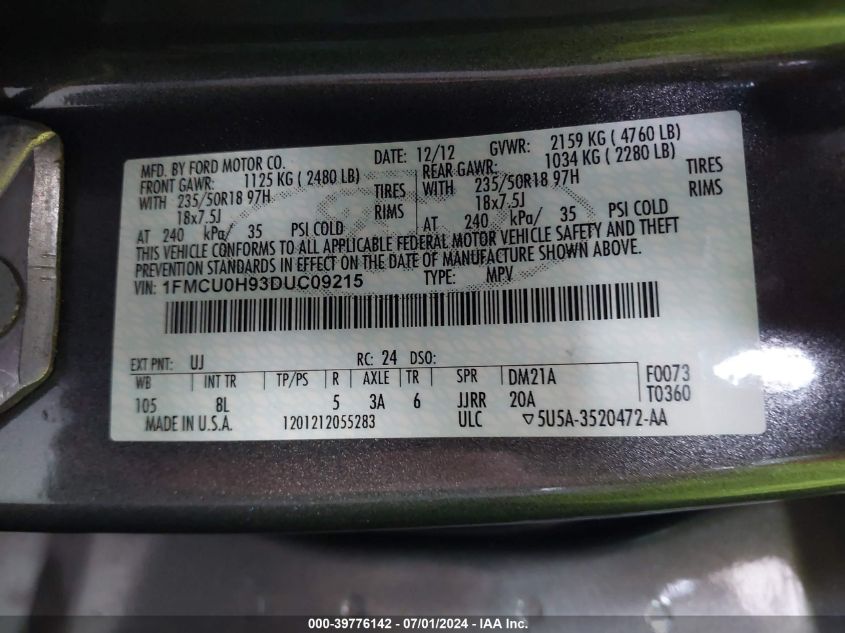 MFD. BY FORD MOTOR CO. DATE: 12/12 GVWR: 2159 KG ( 4760 LB)
FRONT GAWR: 1125 KG ( 2480 LB) REAR GAWR: 1034 KG ( 2280 LB)
WITH 235/50R18 97H TIRES WITH 235/50R18 97H TIRES
18x7.5J RIMS 18x7.5J RIMS
AT 240 kPa/ 35 PSI COLD AT 240 kPa/ 35 PSI COLD
THIS VEHICLE CONFORMS TO ALL APPLICABLE FEDERAL MOTOR VEHICLE SAFETY AND THEFT
PREVENTION STANDARDS IN EFFECT ON THE DATE OF MANUFACTURE SHOWN ABOVE.
VIN: 1FMCU0H93DUC09215 TYPE: MPV
EXT PNT: UJ RC: 24 DSO:
WB INT TR TP/PS R AXLE TR SPR DM21A F0073
105 8L 5 3A 6 JJRR 20A T0360
MADE IN U.S.A. 1201212055283 ULC ▽5U5A-3520472-AA
000-39776142 / 07/01/2024 - IAA Inc.